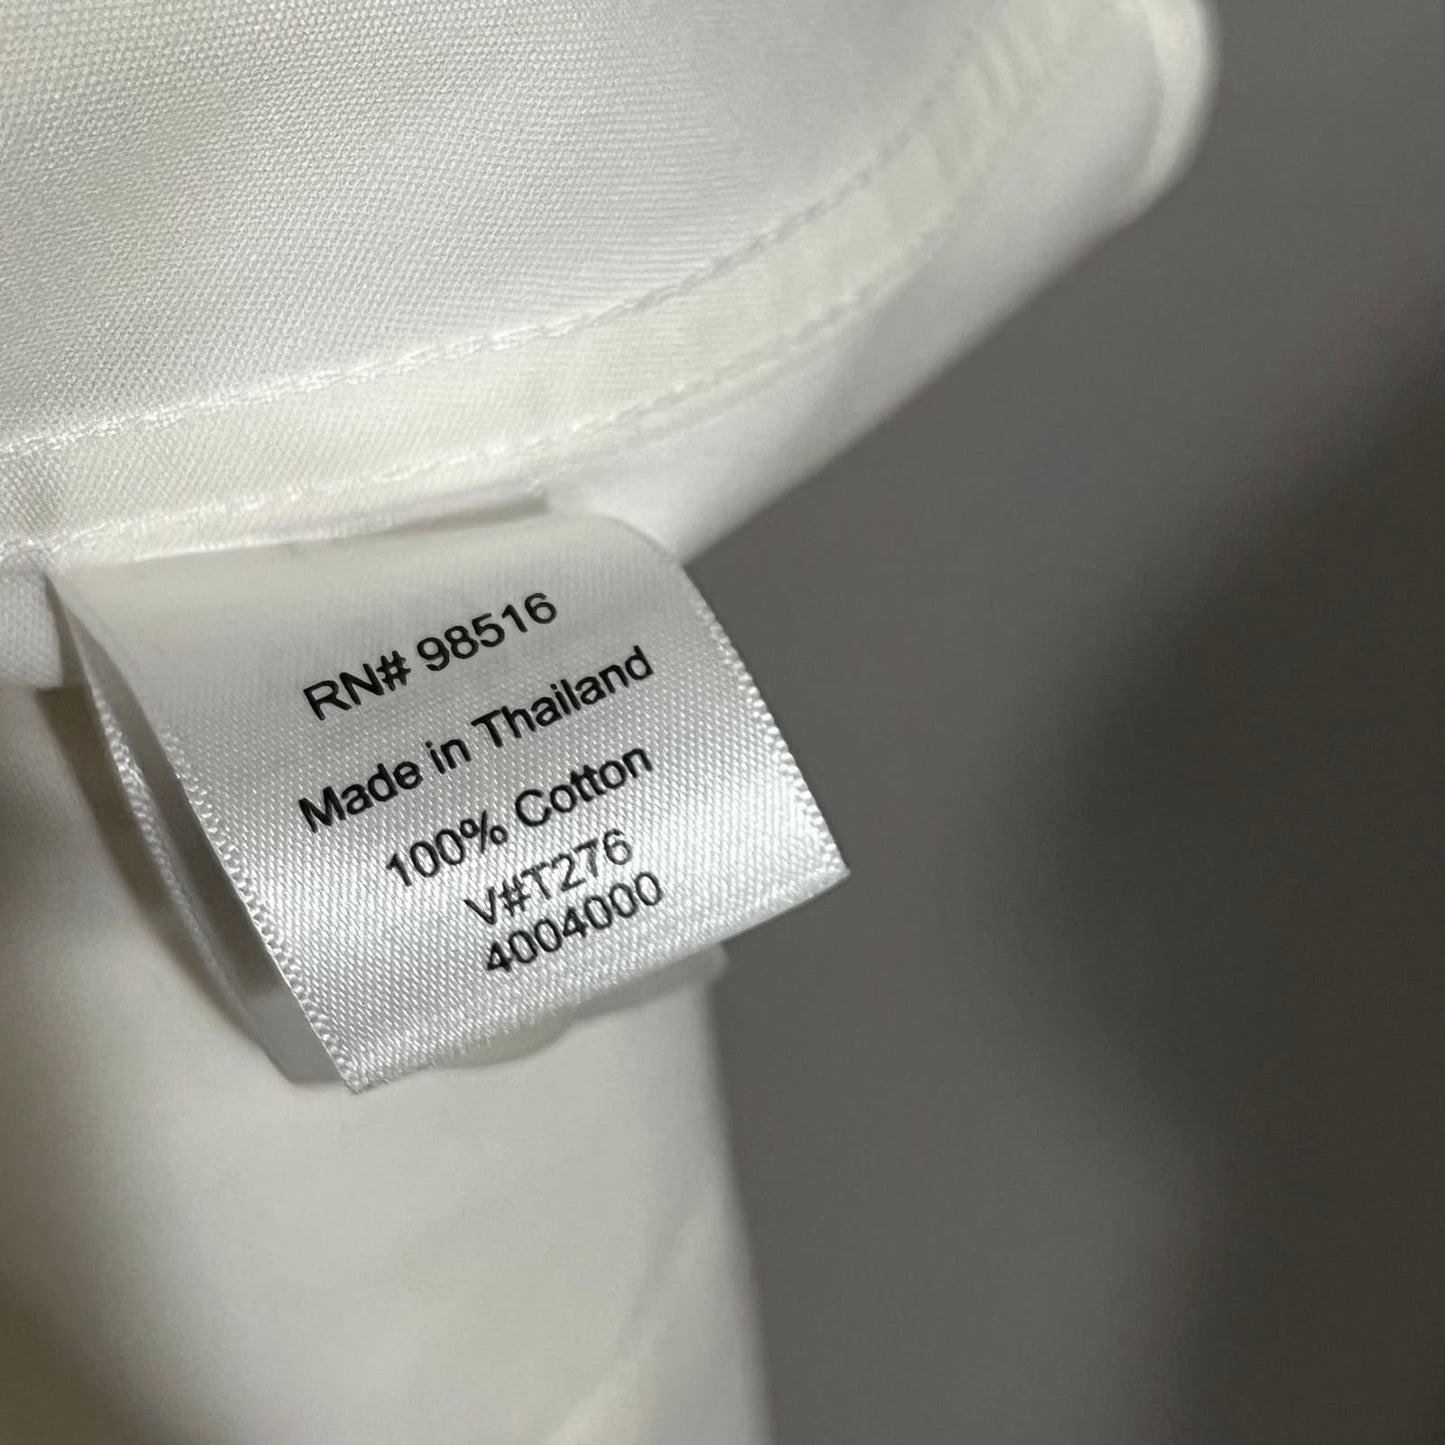 RN# 98516
Made in Thailand
100% Cotton
V#T276
4004000